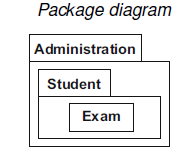 Package diagram
Administration
Student
Exam